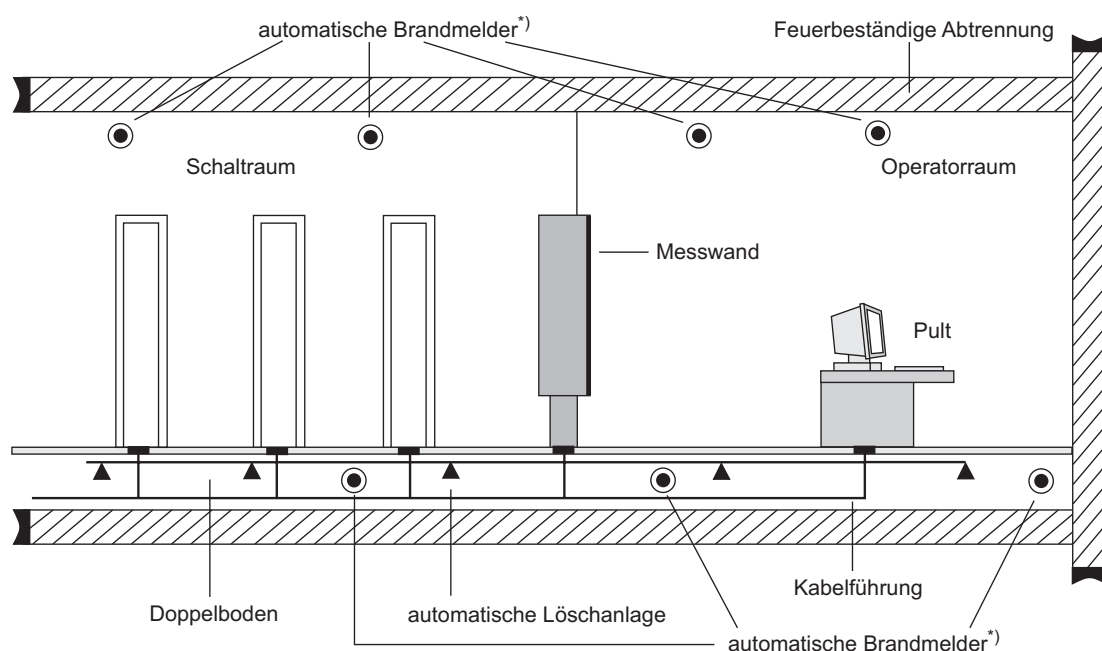 automatische Brandmelder*)
Feuerbeständige Abtrennung
Schaltraum
Operatorraum
Messwand
Pult
Kabelführung
Doppelboden
automatische Löschanlage
automatische Brandmelder*)